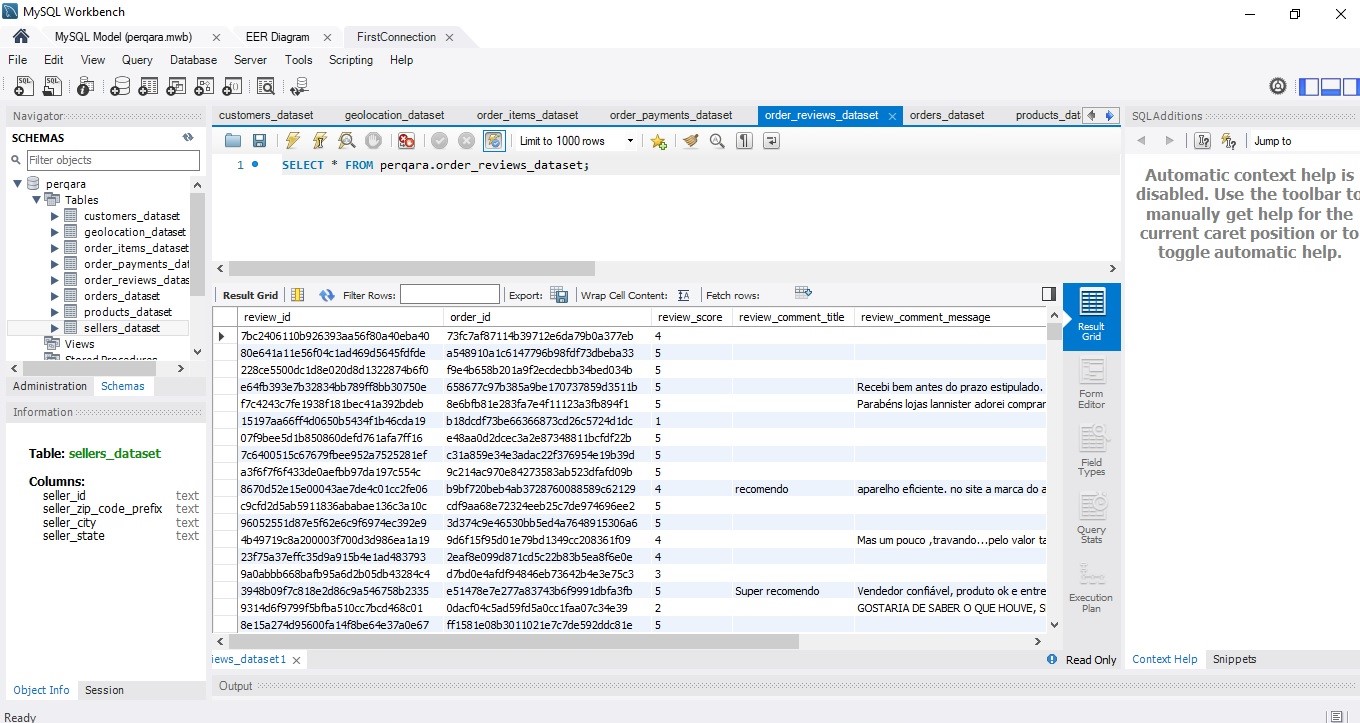 MySQL Workbench
MySQL Model (perqara.mwb) EER Diagram FirstConnection
File Edit View Query Database Server Tools Scripting Help
Navigator
SCHEMAS
Filter objects
perqara
Tables
customers_dataset
geolocation_dataset
order_items_dataset
order_payments_dat
order_reviews_datas
orders_dataset
products_dataset
sellers_dataset
Views
Stored Procedures
Administration Schemas
Information
Table: sellers_dataset
Columns:
seller_id text
seller_zip_code_prefix text
seller_city text
seller_state text
Object Info Session
customers_dataset geolocation_dataset order_items_dataset order_payments_dataset order_reviews_dataset orders_dataset products_dat
Limit to 1000 rows
1 SELECT * FROM perqara.order_reviews_dataset;
Result Grid Filter Rows: Export: Wrap Cell Content: Fetch rows:
review_id order_id review_score review_comment_title review_comment_message
7bc2406110b926393aa56f80a40eba40 73fc7af87114b39712e6da79b0a377eb 4
80e641a11e56f04c1ad469d5645fdfde a548910a1c6147796b98fdf73dbeba33 5
228ce5500dc1d8e020d8d1322874b6f0 f9e4b658b201a9f2ecdecbb34bed034b 5
e64fb393e7b32834bb789ff8bb30750e 658677c97b385a9be170737859d3511b 5 Recebi bem antes do prazo estipulado.
f7c4243c7fe1938f181bec41a392bdeb 8e6bfb81e283fa7e4f11123a3fb894f1 5 Parabéns lojas lannister adorei comprar
15197aa66ff4d0650b5434f1b46cda19 b18dcdf73be66366873cd26c5724d1dc 1
07f9bee5d1b850860defd761afa7ff16 e48aa0d2dcec3a2e87348811bcfdf22b 5
7c6400515c67679fbee952a7525281ef c31a859e34e3adac22f376954e19b39d 5
a3f6f7f6f433de0aefbb97da197c554c 9c214ac970e84273583ab523dfafd09b 5
8670d52e15e00043ae7de4c01cc2fe06 b9bf720beb4ab3728760088589c62129 4 recomendo aparelho eficiente. no site a marca do a
c9cfd2d5ab5911836ababae136c3a10c cdf9aa68e72324eeb25c7de974696ee2 5
96052551d87e5f62e6c9f6974ec392e9 3d374c9e46530bb5ed4a7648915306a6 5
4b49719c8a200003f700d3d986ea1a19 9d6f15f95d01e79bd1349cc208361f09 4 Mas um pouco ,travando...pelo valor ta
23f75a37effc35d9a915b4e1ad483793 2eaf8e099d871cd5c22b83b5ea8f6e0e 4
9a0abbb668bafb95a6d2b05db43284c4 d7bd0e4afdf94846eb73642b4e3e75c3 3
3948b09f7c818e2d86c9a546758b2335 e51478e7e277a83743b6f9991dbfa3fb 5 Super recomendo Vendedor confiável, produto ok e entre
9314d6f9799f5bfba510cc7bcd468c01 0dacf04c5ad59fd5a0cc1faa07c34e39 2 GOSTARIA DE SABER O QUE HOUVE, S
8e15a274d95600fa14f8be64e37a0e67 ff1581e08b3011021e7c7de592ddc81e 5
iews_dataset1
Read Only
Output
Result
Grid
Form
Editor
Field
Types
Query
Stats
Execution
Plan
SQLAdditions
Jump to
Automatic context help is
disabled. Use the toolbar to
manually get help for the
current caret position or to
toggle automatic help.
Context Help Snippets
Ready